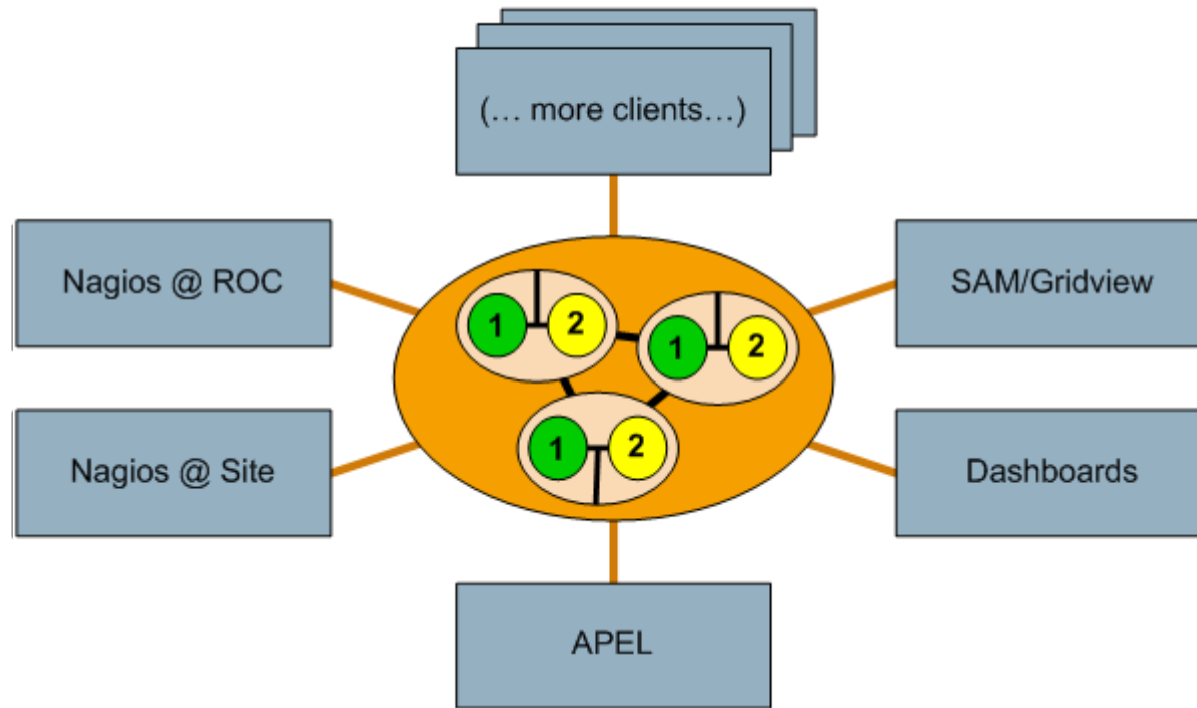 (... more clients...)
Nagios @ ROC
SAM/Gridview
1
2
1
2
1
2
Nagios @ Site
Dashboards
APEL